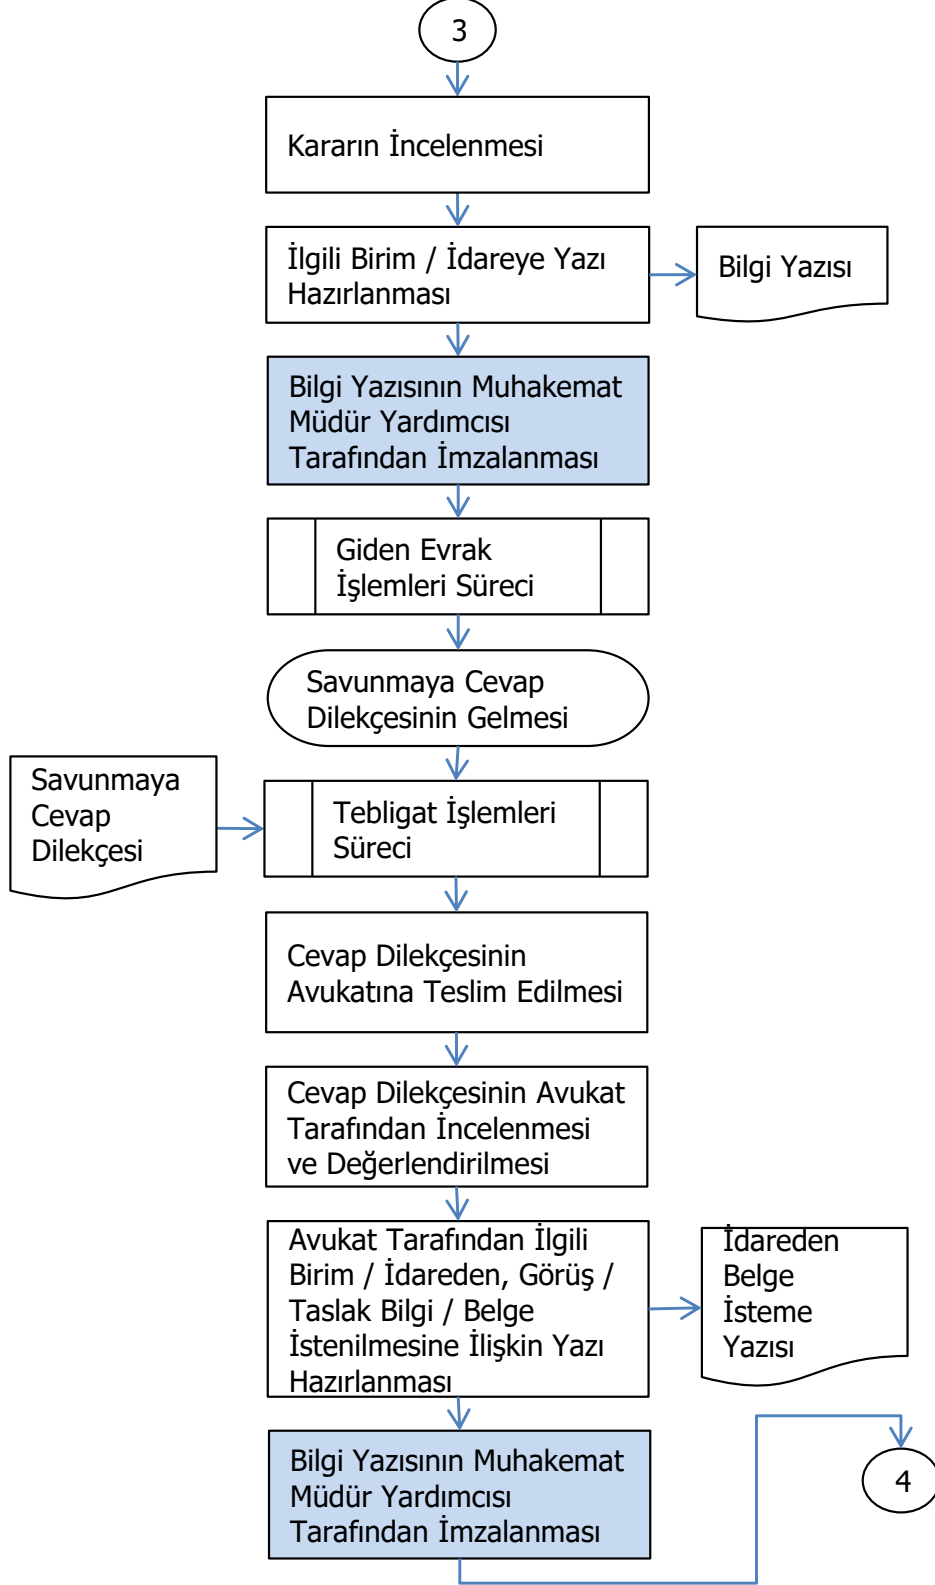 3
Kararın İncelenmesi
İlgili Birim / İdareye Yazı
Hazırlanması
Bilgi Yazısı
Bilgi Yazısının Muhakemat
Müdür Yardımcısı
Tarafından İmzalanması
Giden Evrak
İşlemleri Süreci
Savunmaya Cevap
Dilekçesinin Gelmesi
Savunmaya
Cevap
Dilekçesi
Tebligat İşlemleri
Süreci
Cevap Dilekçesinin
Avukatına Teslim Edilmesi
Cevap Dilekçesinin Avukat
Tarafından İncelenmesi
ve Değerlendirilmesi
Avukat Tarafından İlgili
Birim / İdareden, Görüş /
Taslak Bilgi / Belge
İstenilmesine İlişkin Yazı
Hazırlanması
İdareden
Belge
İsteme
Yazısı
Bilgi Yazısının Muhakemat
Müdür Yardımcısı
Tarafından İmzalanması
4